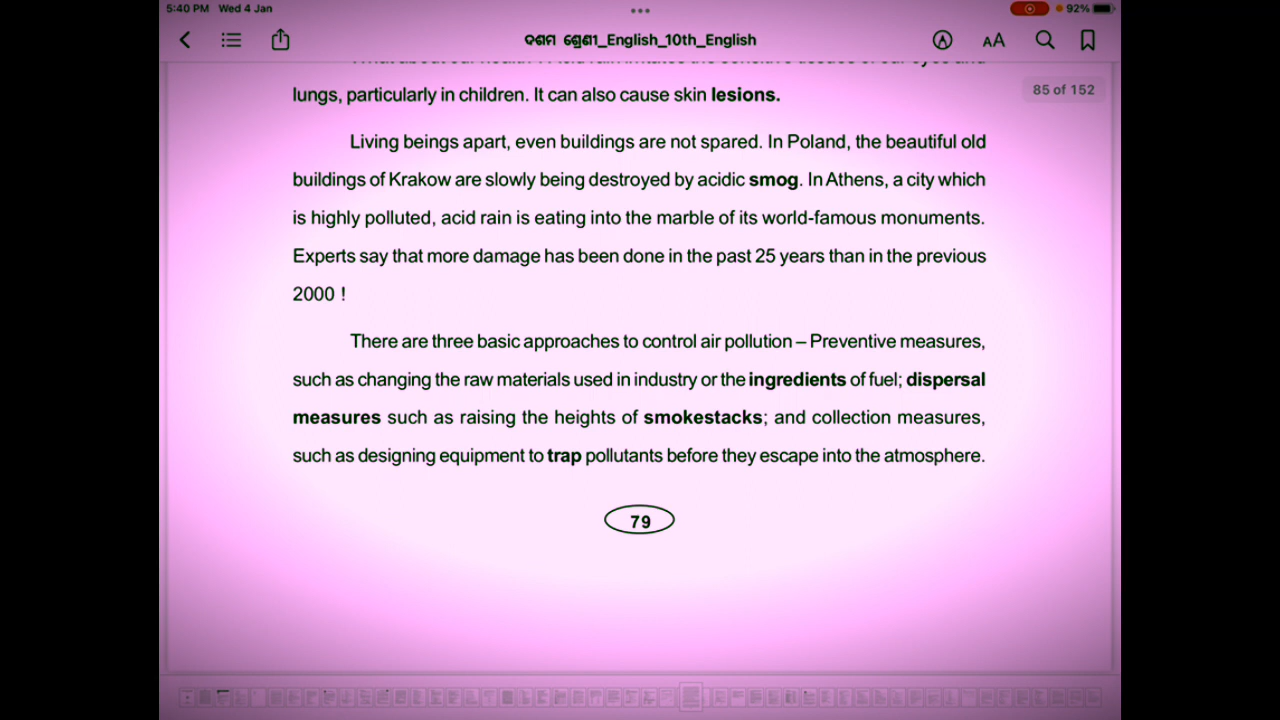 5:40 PM Wed 4 Jan
92%
ଦଶମ ଶ୍ରେଣୀ_English_10th_English
85 of 152
lungs, particularly in children. It can also cause skin lesions.
Living beings apart, even buildings are not spared. In Poland, the beautiful old
buildings of Krakow are slowly being destroyed by acidic smog. In Athens, a city which
is highly polluted, acid rain is eating into the marble of its world-famous monuments.
Experts say that more damage has been done in the past 25 years than in the previous
2000 !
There are three basic approaches to control air pollution – Preventive measures,
such as changing the raw materials used in industry or the ingredients of fuel; dispersal
measures such as raising the heights of smokestacks; and collection measures,
such as designing equipment to trap pollutants before they escape into the atmosphere.
79